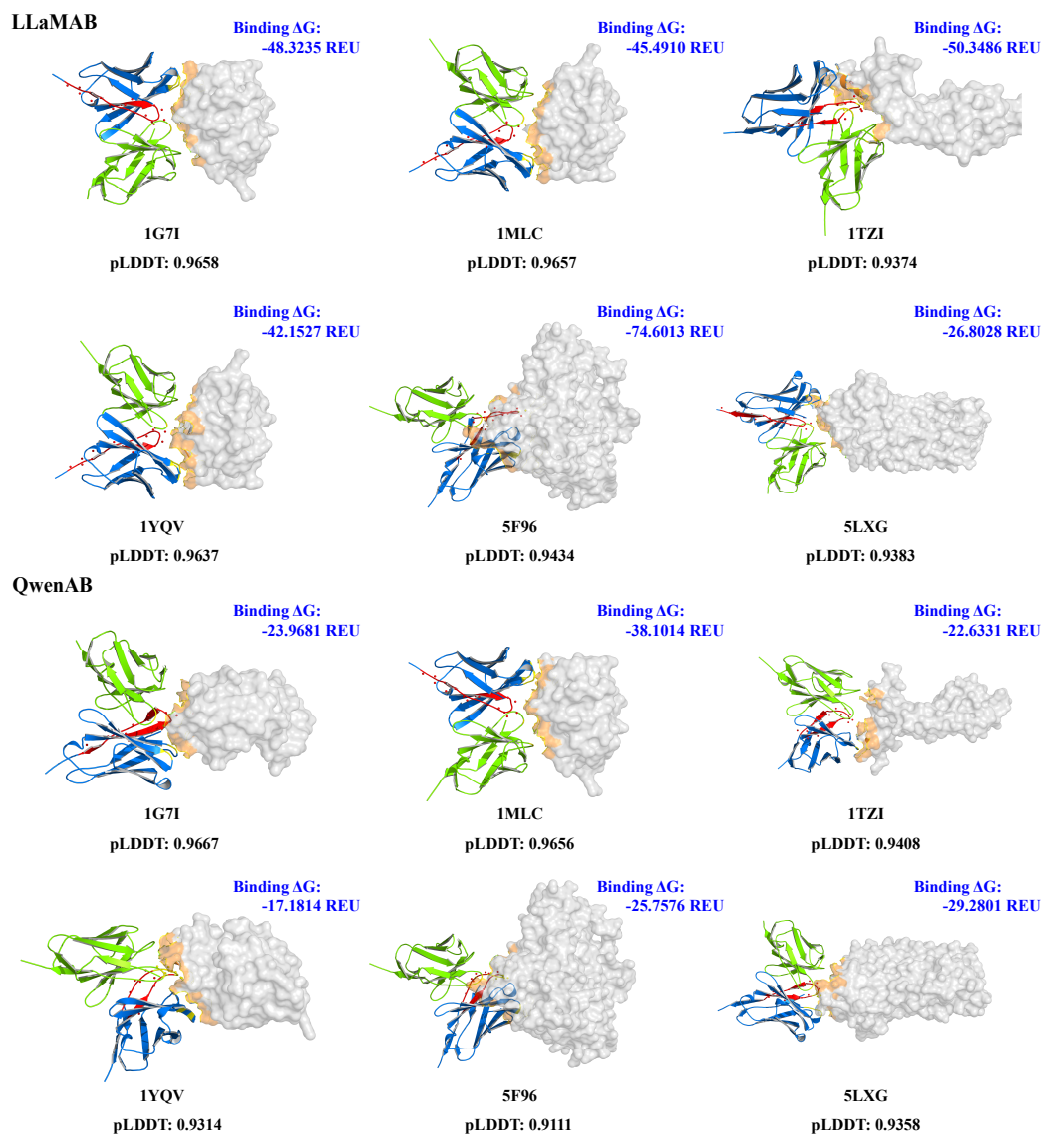 LLaMAB
Binding ΔG:
-48.3235 REU
Binding ΔG:
-45.4910 REU
Binding ΔG:
-50.3486 REU
1G7I
1MLC
1TZI
pLDDT: 0.9658
pLDDT: 0.9657
pLDDT: 0.9374
Binding ΔG:
-42.1527 REU
Binding ΔG:
-74.6013 REU
Binding ΔG:
-26.8028 REU
1YQV
5F96
5LXG
pLDDT: 0.9637
pLDDT: 0.9434
pLDDT: 0.9383
QwenAB
Binding ΔG:
-23.9681 REU
Binding ΔG:
-38.1014 REU
Binding ΔG:
-22.6331 REU
1G7I
1MLC
1TZI
pLDDT: 0.9667
pLDDT: 0.9656
pLDDT: 0.9408
Binding ΔG:
-17.1814 REU
Binding ΔG:
-25.7576 REU
Binding ΔG:
-29.2801 REU
1YQV
5F96
5LXG
pLDDT: 0.9314
pLDDT: 0.9111
pLDDT: 0.9358